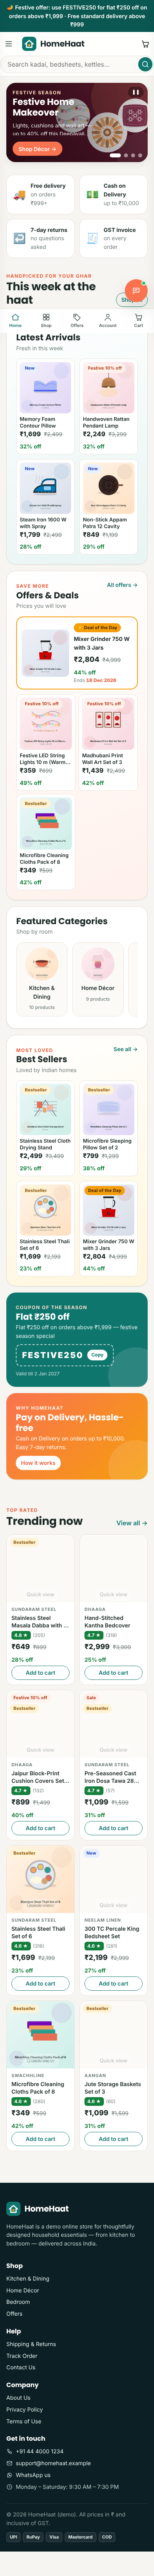 🪔 Festive offer: use FESTIVE250 for flat ₹250 off on
orders above ₹1,999 · Free standard delivery above
₹999
HomeHaat
Search kadai, bedsheets, kettles...
FESTIVE SEASON
Festive Home
Makeover
Lights, cushions and wall art —
up to 40% off this festival
Shop Deals →
Free delivery
on orders
₹999+
Cash on
Delivery
up to ₹10,000
7-day returns
no questions
asked
GST invoice
on every
order
HANDPICKED FOR YOUR GHAR
This week at the
haat
Home
Shop
Offers
Account
Cart
Latest Arrivals
Fresh in this week
New
Memory Foam
Contour Pillow
₹1,699 ₹2,499
32% off
Festive 10% off
Handwoven Rattan
Pendant Lamp
₹2,249 ₹3,299
32% off
New
Steam Iron 1600 W
with Spray
₹1,799 ₹2,499
28% off
New
Non-Stick Appam
Patra 12 Cavity
₹849 ₹1,199
29% off
SAVE MORE
Offers & Deals
All offers →
Prices you will love
Deal of the Day
Mixer Grinder 750 W
with 3 Jars
₹2,804 ₹4,999
44% off
Ends 18 Dec 2026
Festive 10% off
Festive LED String
Lights 10 m (Warm...
₹359 ₹699
49% off
Festive 10% off
Madhubani Print
Wall Art Set of 3
₹1,439 ₹2,499
42% off
Bestseller
Microfibre Cleaning
Cloths Pack of 8
₹349 ₹599
42% off
Featured Categories
Shop by room
Kitchen &
Dining
10 products
Home Décor
9 products
MOST LOVED
Best Sellers
See all →
Loved by Indian homes
Bestseller
Stainless Steel Cloth
Drying Stand
₹2,499 ₹3,499
29% off
Bestseller
Microfibre Sleeping
Pillow Set of 2
₹799 ₹1,299
38% off
Bestseller
Stainless Steel Thali
Set of 6
₹1,699 ₹2,199
23% off
Deal of the Day
Mixer Grinder 750 W
with 3 Jars
₹2,804 ₹4,999
44% off
COUPON OF THE SEASON
Flat ₹250 off
Flat ₹250 off on orders above ₹1,999 — festive
season special
FESTIVE250 Copy
Valid till 2 Jan 2027
WHY HOMEHAAT
Pay on Delivery, Hassle-
free
Cash on Delivery on orders up to ₹10,000.
Easy 7-day returns.
How it works
TOP RATED
Trending now
View all →
Bestseller
Quick view
SUNDARAM STEEL
Stainless Steel
Masala Dabba with ...
4.8 ★
₹649 ₹899
28% off
Add to cart
Quick view
DHAAGA
Hand-Stitched
Kantha Bedcover
4.7 ★
₹2,999 ₹3,999
25% off
Add to cart
Festive 10% off
Bestseller
Quick view
DHAAGA
Jaipur Block-Print
Cushion Covers Set...
4.7 ★
₹899 ₹1,499
40% off
Add to cart
Sale
Bestseller
Quick view
SUNDARAM STEEL
Pre-Seasoned Cast
Iron Dosa Tawa 28...
4.7 ★
₹1,099 ₹1,599
31% off
Add to cart
Bestseller
SUNDARAM STEEL
Stainless Steel Thali
Set of 6
4.6 ★
₹1,699 ₹2,199
23% off
Add to cart
New
Quick view
NEELAM LINEN
300 TC Percale King
Bedsheet Set
4.6 ★
₹2,199 ₹2,999
27% off
Add to cart
Bestseller
SWACHHLINE
Microfibre Cleaning
Cloths Pack of 8
4.6 ★
₹349 ₹599
42% off
Add to cart
Bestseller
Quick view
AANGAN
Jute Storage Baskets
Set of 3
4.6 ★
₹1,099 ₹1,599
31% off
Add to cart
HomeHaat
HomeHaat is a demo online store for thoughtfully
designed household essentials — from kitchen to
bedroom — delivered across India.
Shop
Kitchen & Dining
Home Décor
Bedroom
Offers
Help
Shipping & Returns
Track Order
Contact Us
Company
About Us
Privacy Policy
Terms of Use
Get in touch
+91 44 4000 1234
support@homehaat.example
WhatsApp us
Monday – Saturday: 9:30 AM – 7:30 PM
© 2026 HomeHaat (demo). All prices in ₹ and
inclusive of GST.
UPI RuPay Visa Mastercard COD